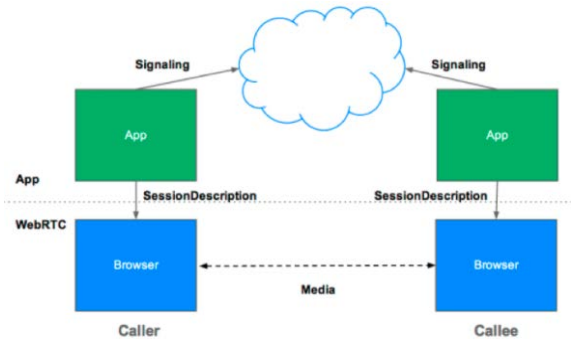 Signaling
Signaling
App
App
App
SessionDescription
SessionDescription
WebRTC
Browser
Browser
Media
Caller
Callee